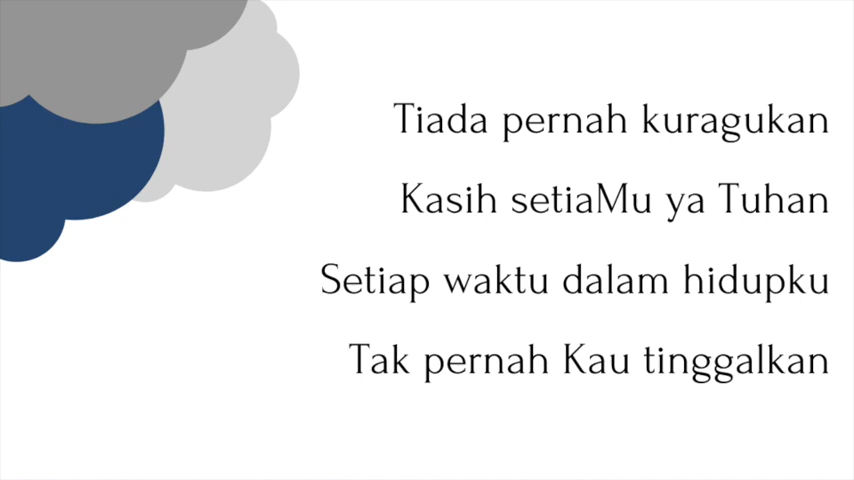 Tiada pernah kuragukan
Kasih setiaMu ya Tuhan
Setiap waktu dalam hidupku
Tak pernah Kau tinggalkan